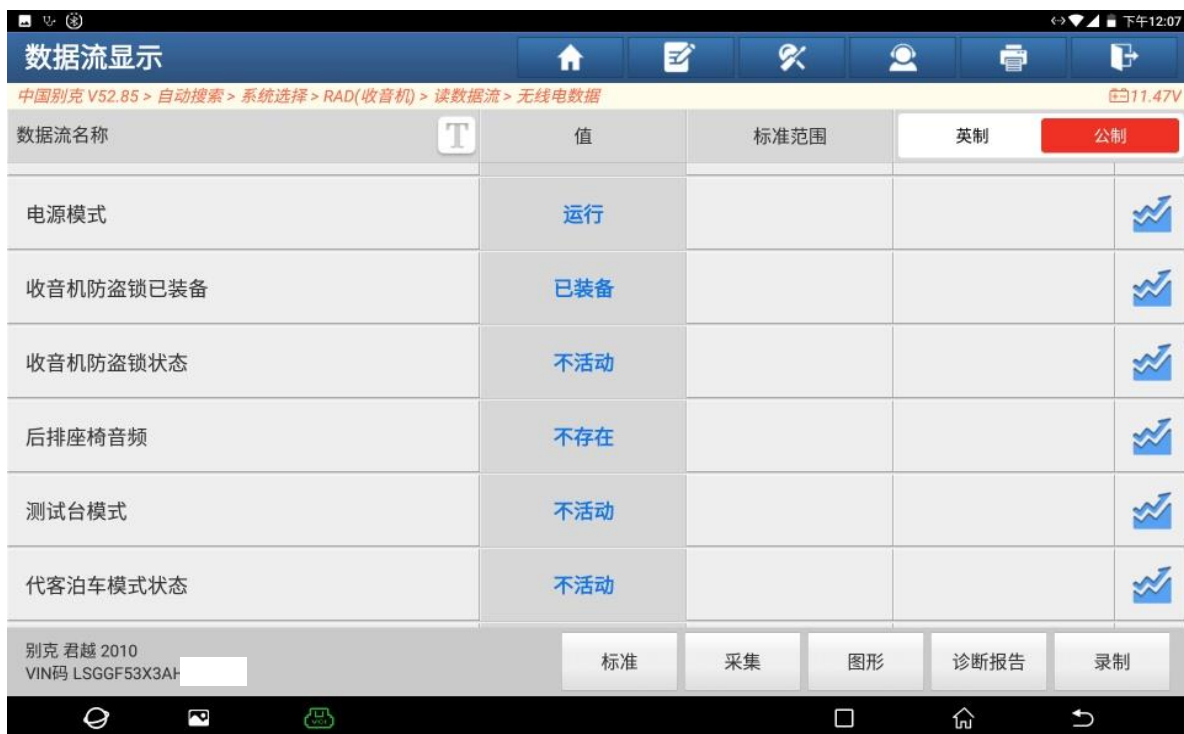 下午12:07
数据流显示
中国别克 V52.85 > 自动搜索 > 系统选择 > RAD(收音机) > 读数据流 > 无线电数据 11.47V
数据流名称 T 值 标准范围 英制 公制
电源模式 运行
收音机防盗锁已装备 已装备
收音机防盗锁状态 不活动
后排座椅音频 不存在
测试台模式 不活动
代客泊车模式状态 不活动
别克 君越 2010
VIN码 LSGGF53X3AH
标准 采集 图形 诊断报告 录制